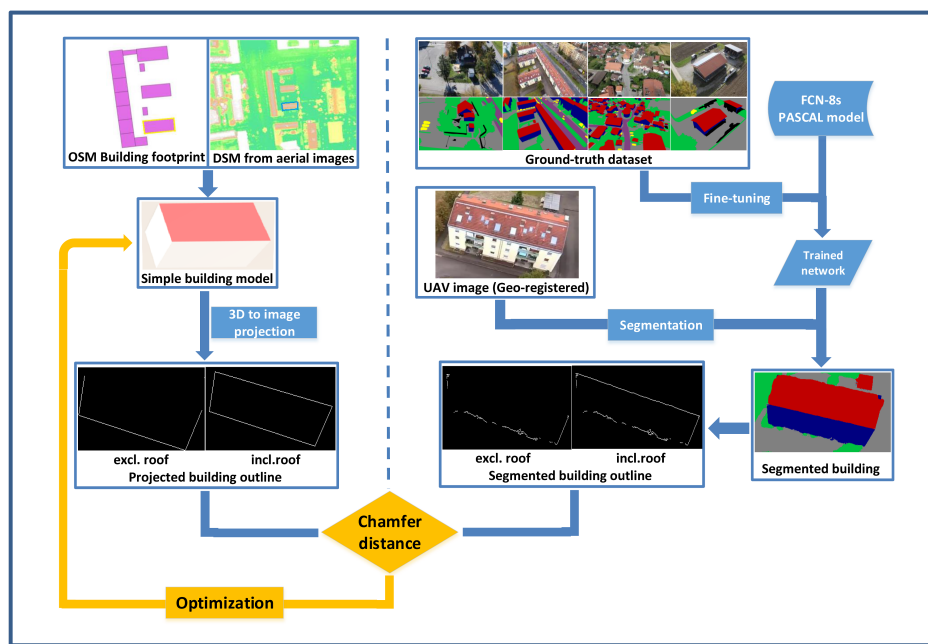 OSM Building footprint
DSM from aerial images
Simple building model
3D to image
projection
excl. roof
incl.roof
Projected building outline
Ground-truth dataset
FCN-8s
PASCAL model
Fine-tuning
UAV image (Geo-registered)
Trained
network
Segmentation
excl. roof
incl.roof
Segmented building outline
Segmented building
Chamfer
distance
Optimization